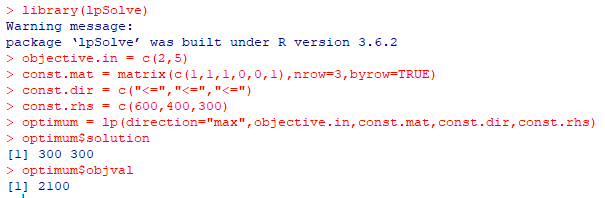 > library(lpSolve)
Warning message:
package ‘lpSolve’ was built under R version 3.6.2
> objective.in = c(2,5)
> const.mat = matrix(c(1,1,1,0,0,1),nrow=3,byrow=TRUE)
> const.dir = c("<=","<=","<=")
> const.rhs = c(600,400,300)
> optimum = lp(direction="max",objective.in,const.mat,const.dir,const.rhs)
> optimum$solution
[1] 300 300
> optimum$objval
[1] 2100